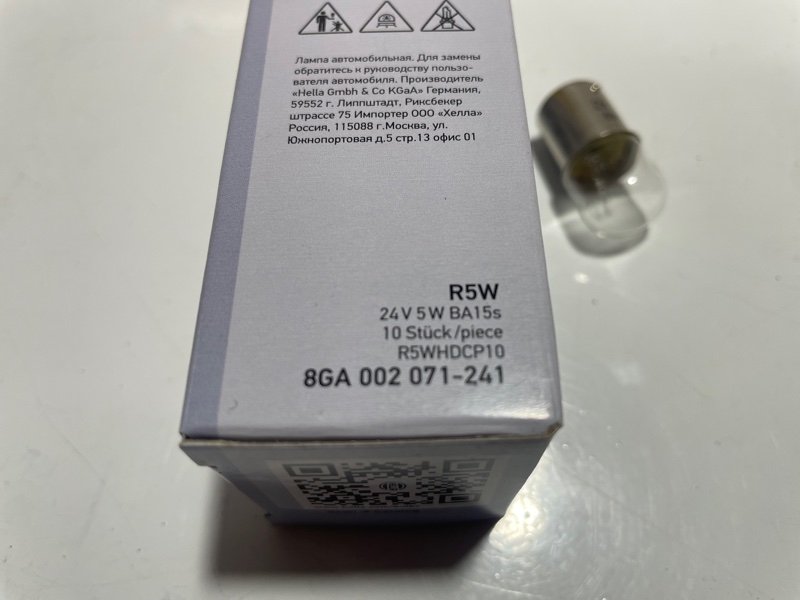 Лампа автомобильная. Для замены
обратитесь к руководству пользо-
вателя автомобиля. Производитель
«Hella Gmbh & Co KGaA» Германия,
59552 г. Липпштадт, Риксбекер
штрассе 75 Импортер ООО «Хелла»
Россия, 115088 г.Москва, ул.
Южнопортовая д.5 стр.13 офис 01
R5W
24V 5W BA15s
10 Stück/piece
R5WHDCP10
8GA 002 071-241